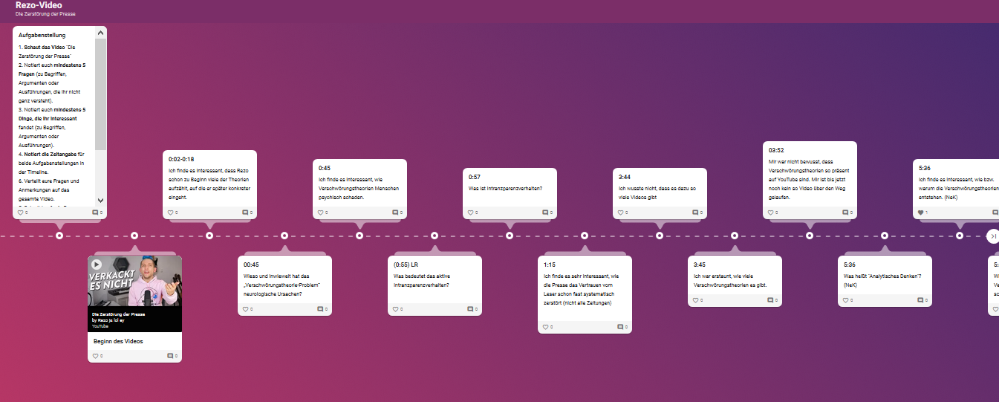 Rezo-Video
Die Zerstörung der Presse
Aufgabenstellung
1. Schaut das Video "Die
Zerstörung der Presse"
2. Notiert euch mindestens 5
Fragen (zu Begriffen,
Argumenten oder
Ausführungen, die ihr nicht
ganz versteht).
3. Notiert euch mindestens 5
Dinge, die ihr interessant
fandet (zu Begriffen,
Argumenten oder
Ausführungen).
4. Notiert die Zeitangabe für
beide Aufgabenstellungen in
der Timeline.
6. Verteilt eure Fragen und
Anmerkungen auf das
gesamte Video.
0 0
VERKACKT
ES NICHT
Die Zerstörung der Presse
by Rezo ja lol ey
YouTube
Beginn des Videos
0 0
0:02-0:18
Ich finde es interessant, dass Rezo
schon zu Beginn viele der Theorien
aufzählt, auf die er später konkreter
eingeht.
0 0
00:45
Wieso und inwieweit hat das
„Verschwörungstheorie-Problem"
neurologische Ursachen?
0 0
0:45
Ich finde es interessant, wie
Verschwörungstheorien Menschen
psychisch schaden.
0 0
(0:55) LR
Was bedeutet das aktive
Intranzparenzverhalten?
0 0
0:57
Was ist Intranzparenzverhalten?
0 0
1:15
Ich finde es sehr interessant, wie
die Presse das Vertrauen vom
Leser schon fast systematisch
zerstört (nicht alle Zeitungen)
0 0
3:44
Ich wusste nicht, dass es dazu so
viele Videos gibt
0 0
3:45
Ich war erstaunt, wie viele
Verschwörungstheorien es gibt.
0 0
03:52
Mir war nicht bewusst, dass
Verschwörungstheorien so präsent
auf YouTube sind. Mir ist bis jetzt
noch kein so Video über den Weg
gelaufen.
0 0
5:36
Was heißt "Analytisches Denken"?
(NeK)
0 0
5:36
Ich finde es interessant, wie bzw.
warum die Verschwörungstheorien
entstehen. (NeK)
1